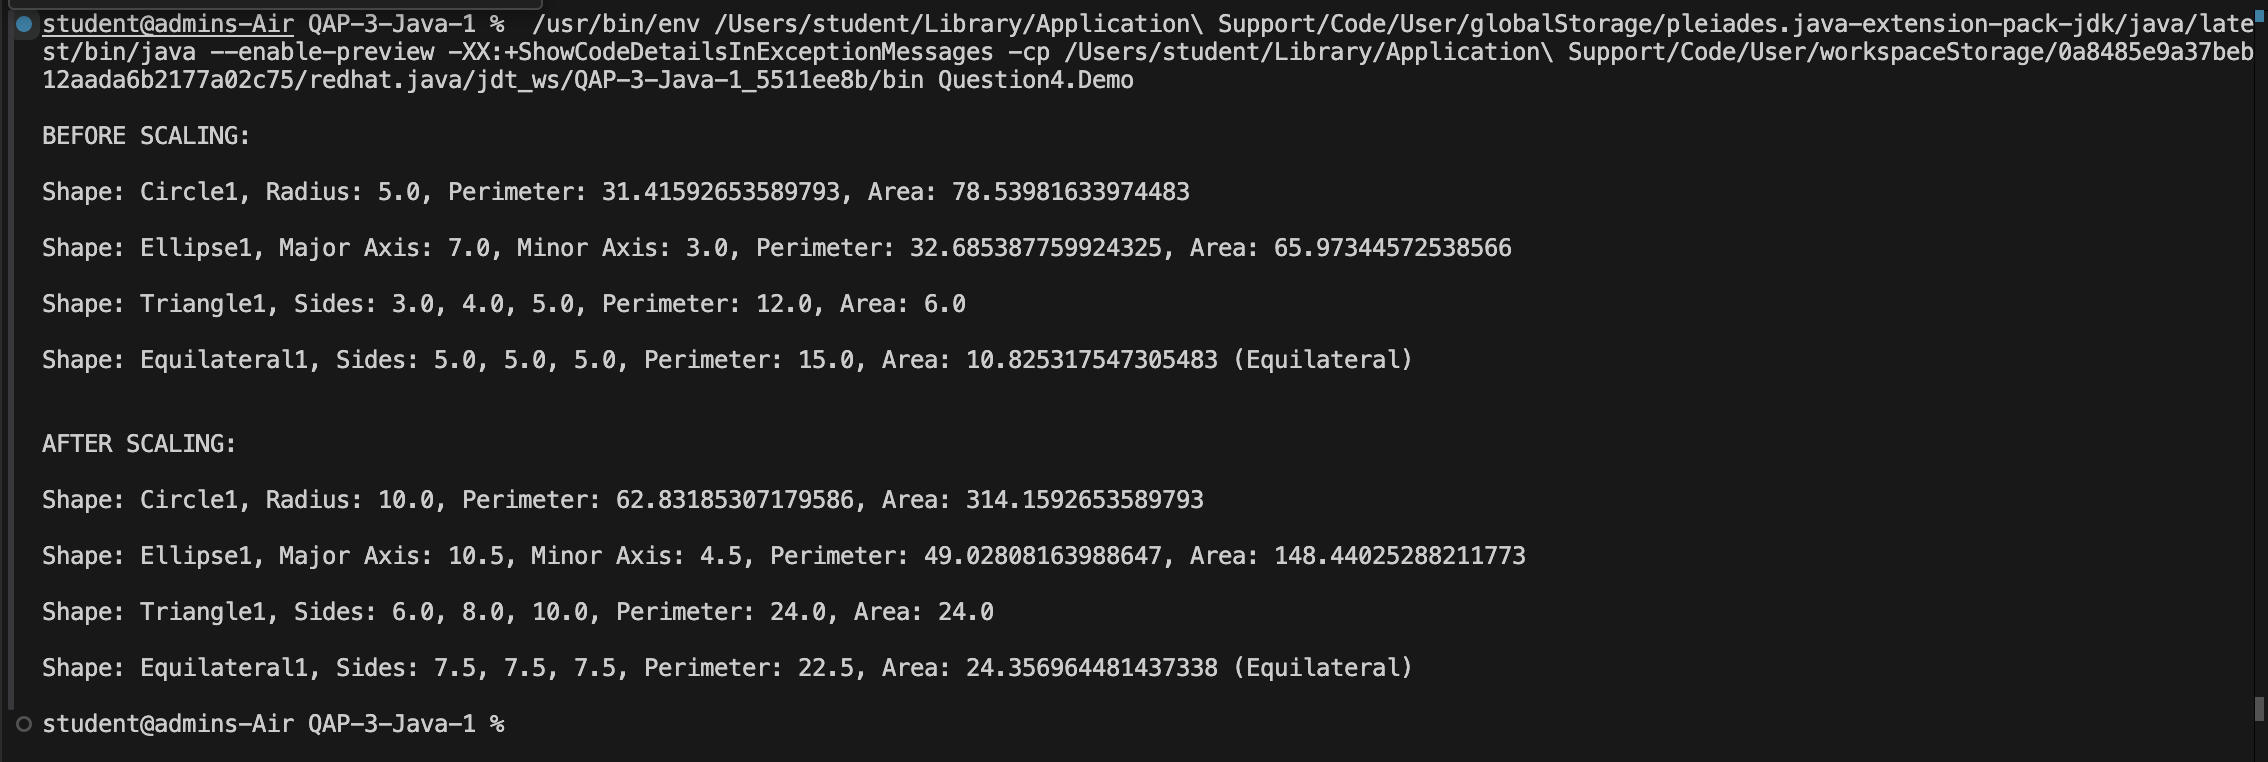 student@admins-Air QAP-3-Java-1 %  /usr/bin/env /Users/student/Library/Application\ Support/Code/User/globalStorage/pleiades.java-extension-pack-jdk/java/late
st/bin/java --enable-preview -XX:+ShowCodeDetailsInExceptionMessages -cp /Users/student/Library/Application\ Support/Code/User/workspaceStorage/0a8485e9a37beb
12aada6b2177a02c75/redhat.java/jdt_ws/QAP-3-Java-1_5511ee8b/bin Question4.Demo
BEFORE SCALING:
Shape: Circle1, Radius: 5.0, Perimeter: 31.41592653589793, Area: 78.53981633974483
Shape: Ellipse1, Major Axis: 7.0, Minor Axis: 3.0, Perimeter: 32.685387759924325, Area: 65.97344572538566
Shape: Triangle1, Sides: 3.0, 4.0, 5.0, Perimeter: 12.0, Area: 6.0
Shape: Equilateral1, Sides: 5.0, 5.0, 5.0, Perimeter: 15.0, Area: 10.825317547305483 (Equilateral)
AFTER SCALING:
Shape: Circle1, Radius: 10.0, Perimeter: 62.83185307179586, Area: 314.1592653589793
Shape: Ellipse1, Major Axis: 10.5, Minor Axis: 4.5, Perimeter: 49.02808163988647, Area: 148.44025288211773
Shape: Triangle1, Sides: 6.0, 8.0, 10.0, Perimeter: 24.0, Area: 24.0
Shape: Equilateral1, Sides: 7.5, 7.5, 7.5, Perimeter: 22.5, Area: 24.356964481437338 (Equilateral)
student@admins-Air QAP-3-Java-1 %